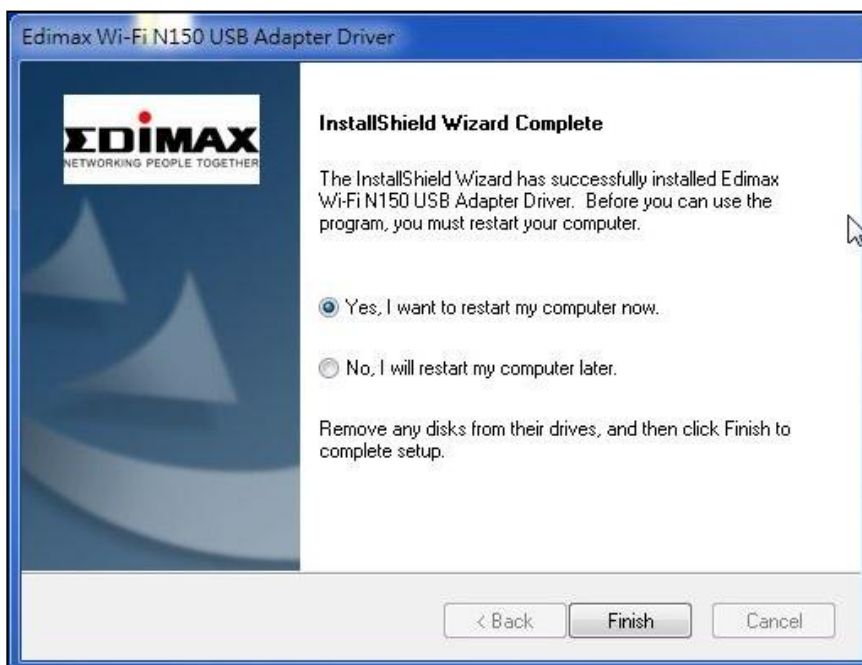 Edimax Wi-Fi N150 USB Adapter Driver
EDiMAX
NETWORKING PEOPLE TOGETHER
InstallShield Wizard Complete
The InstallShield Wizard has successfully installed Edimax
Wi-Fi N150 USB Adapter Driver. Before you can use the
program, you must restart your computer.
Yes, I want to restart my computer now.
No, I will restart my computer later.
Remove any disks from their drives, and then click Finish to
complete setup.
< Back
Finish
Cancel